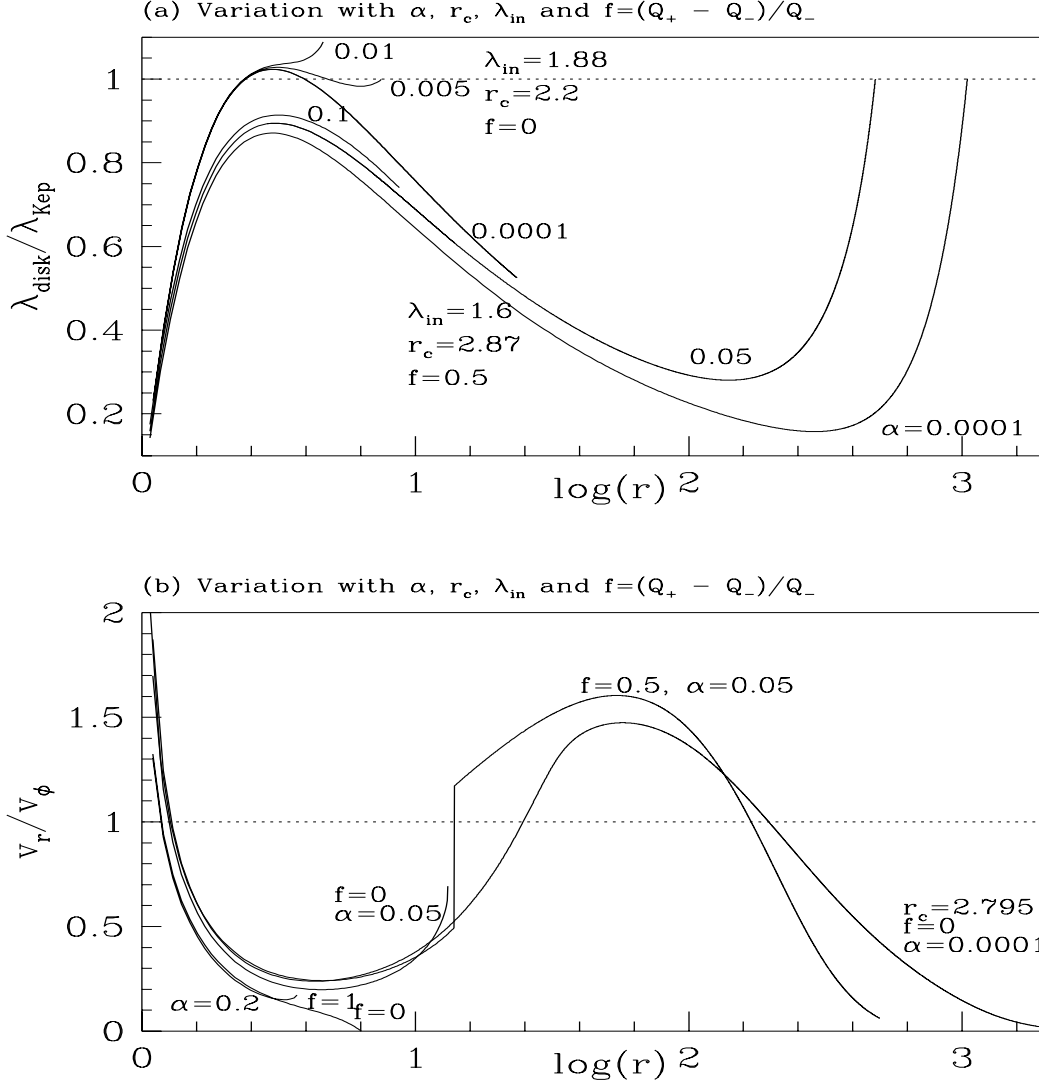 (a) Variation with α, r_c, λ_in and f=(Q_+ − Q_−)/Q_−
0.01
λ_in=1.88
1
0.005
r_c=2.2
0.1
f=0
0.8
λ_disk/λ_Kep
0.6
0.0001
0.4
λ_in=1.6
r_c=2.87
0.05
f=0.5
0.2
α=0.0001
0
1
log(r)
2
3
(b) Variation with α, r_c, λ_in and f=(Q_+ − Q_−)/Q_−
2
f=0.5, α=0.05
1.5
V_r/V_ϕ
1
f=0
α=0.05
r_c=2.795
f=0
α=0.0001
0.5
α=0.2
f=1
f=0
0
0
1
log(r)
2
3